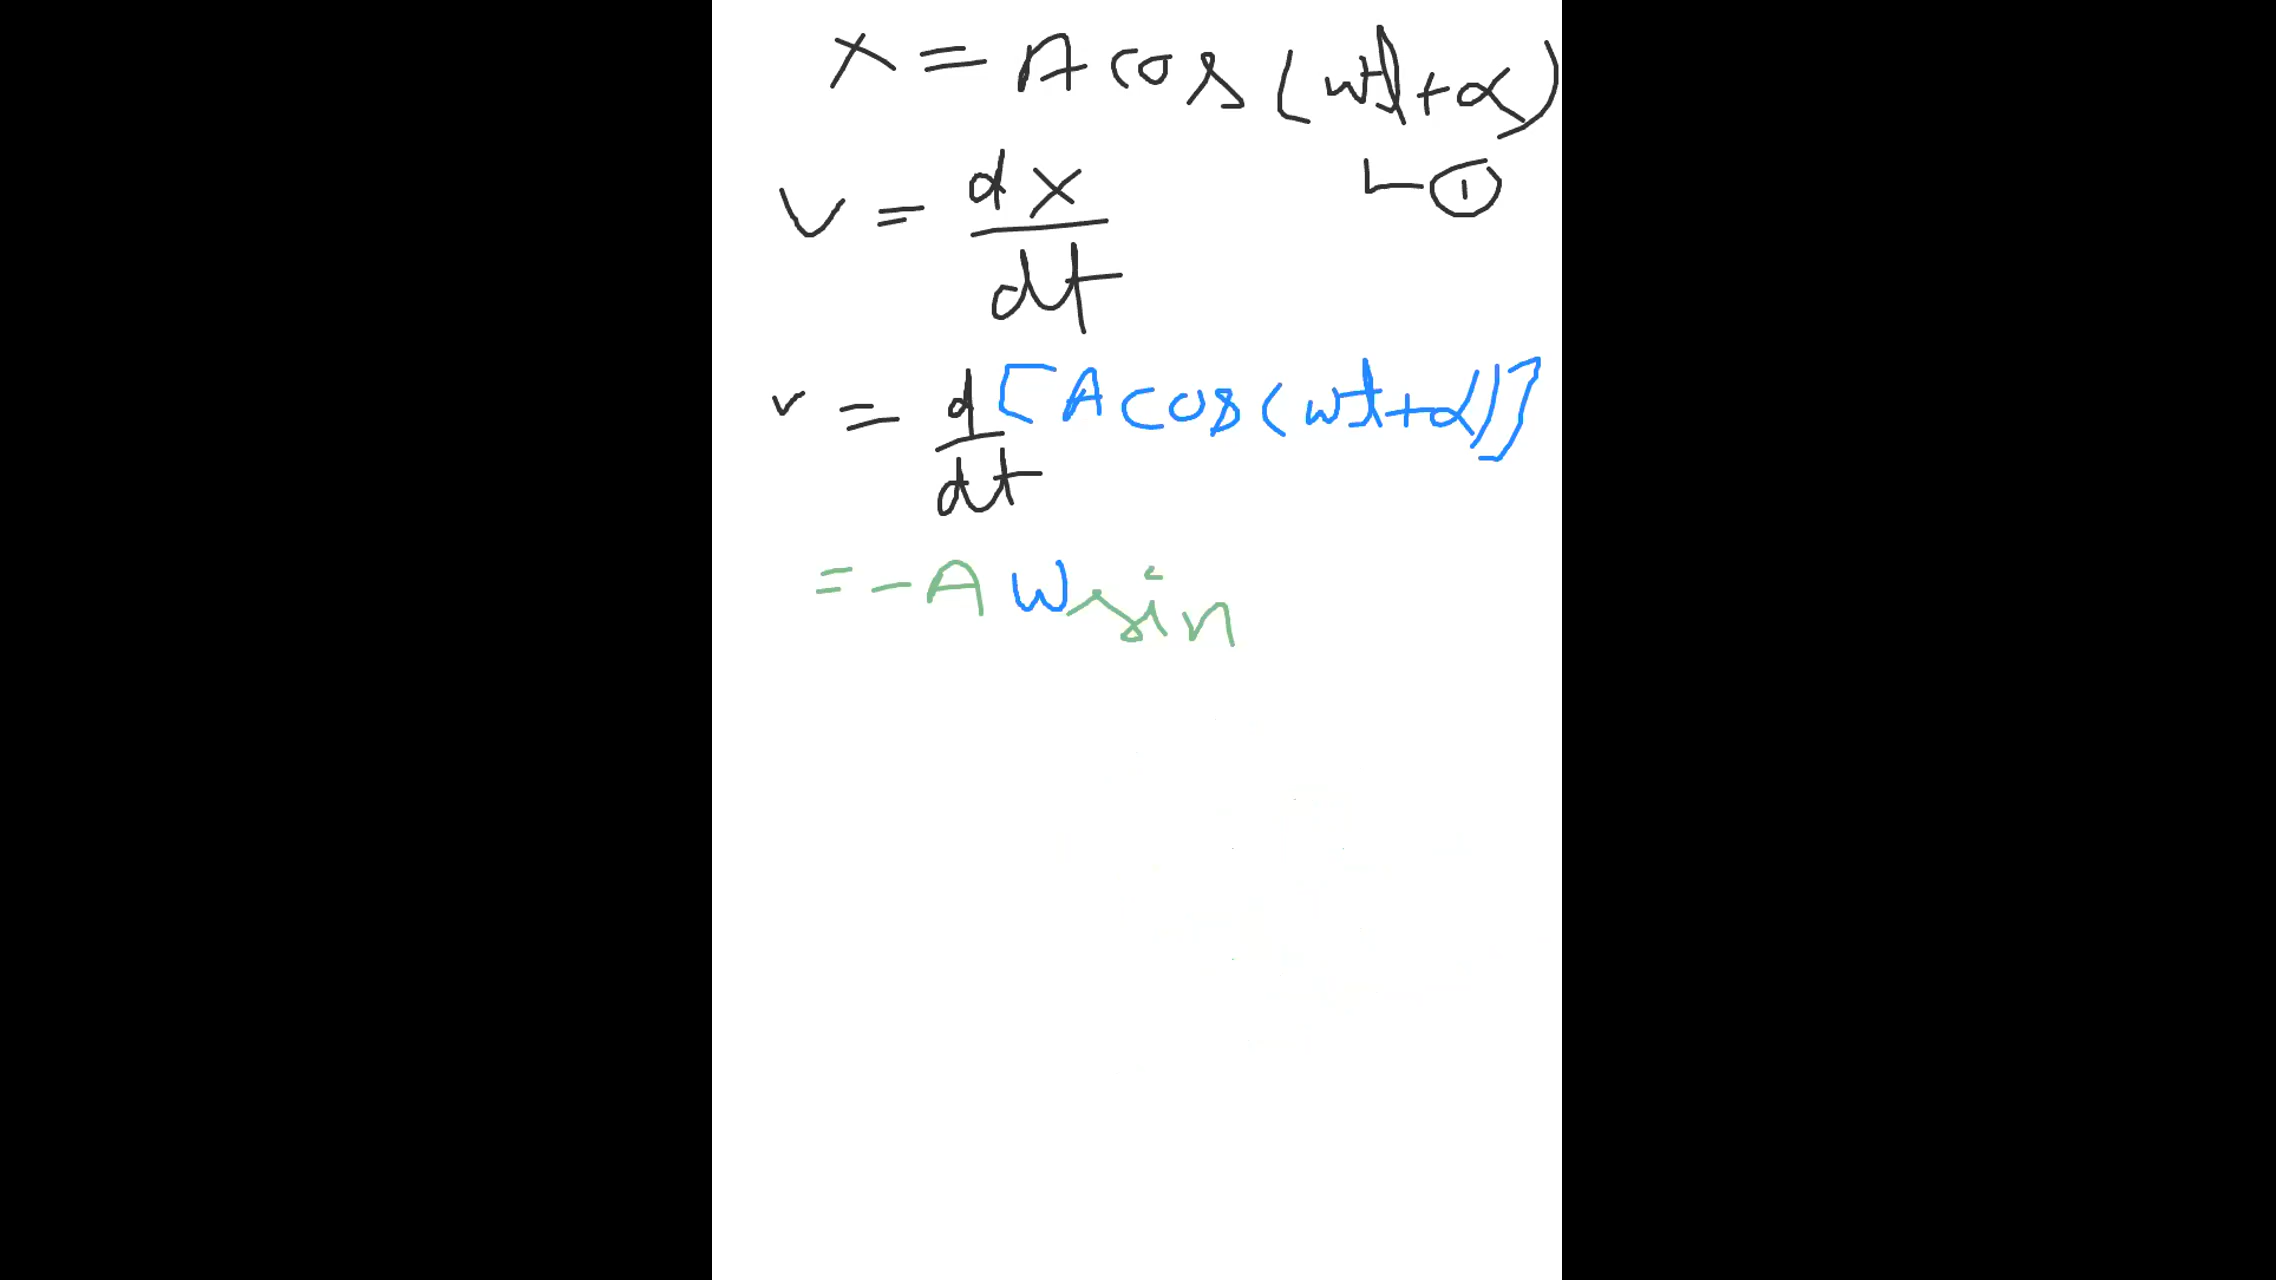 x = A cos (wt + α)
①
v = dx/dt
v = d/dt [A cos (wt + α)]
= - A w sin